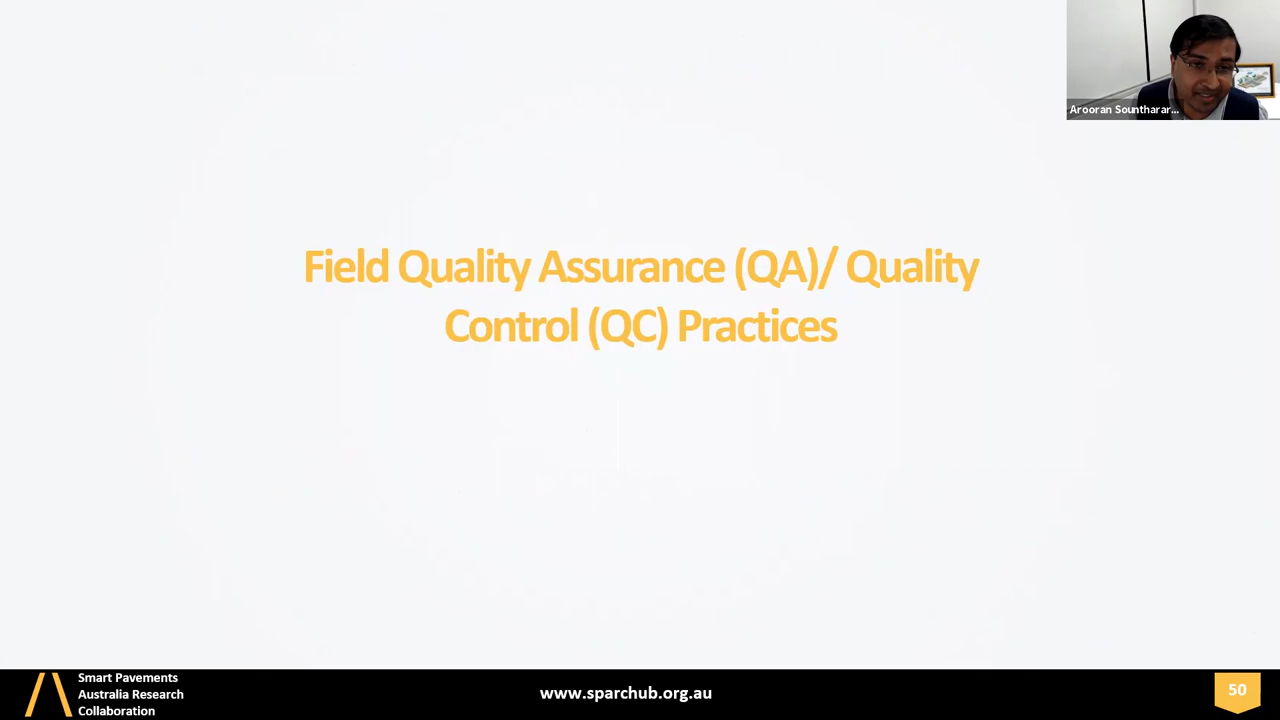 Arooran Sountharar...
Field Quality Assurance (QA)/ Quality
Control (QC) Practices
Smart Pavements
Australia Research
Collaboration
www.sparchub.org.au
50